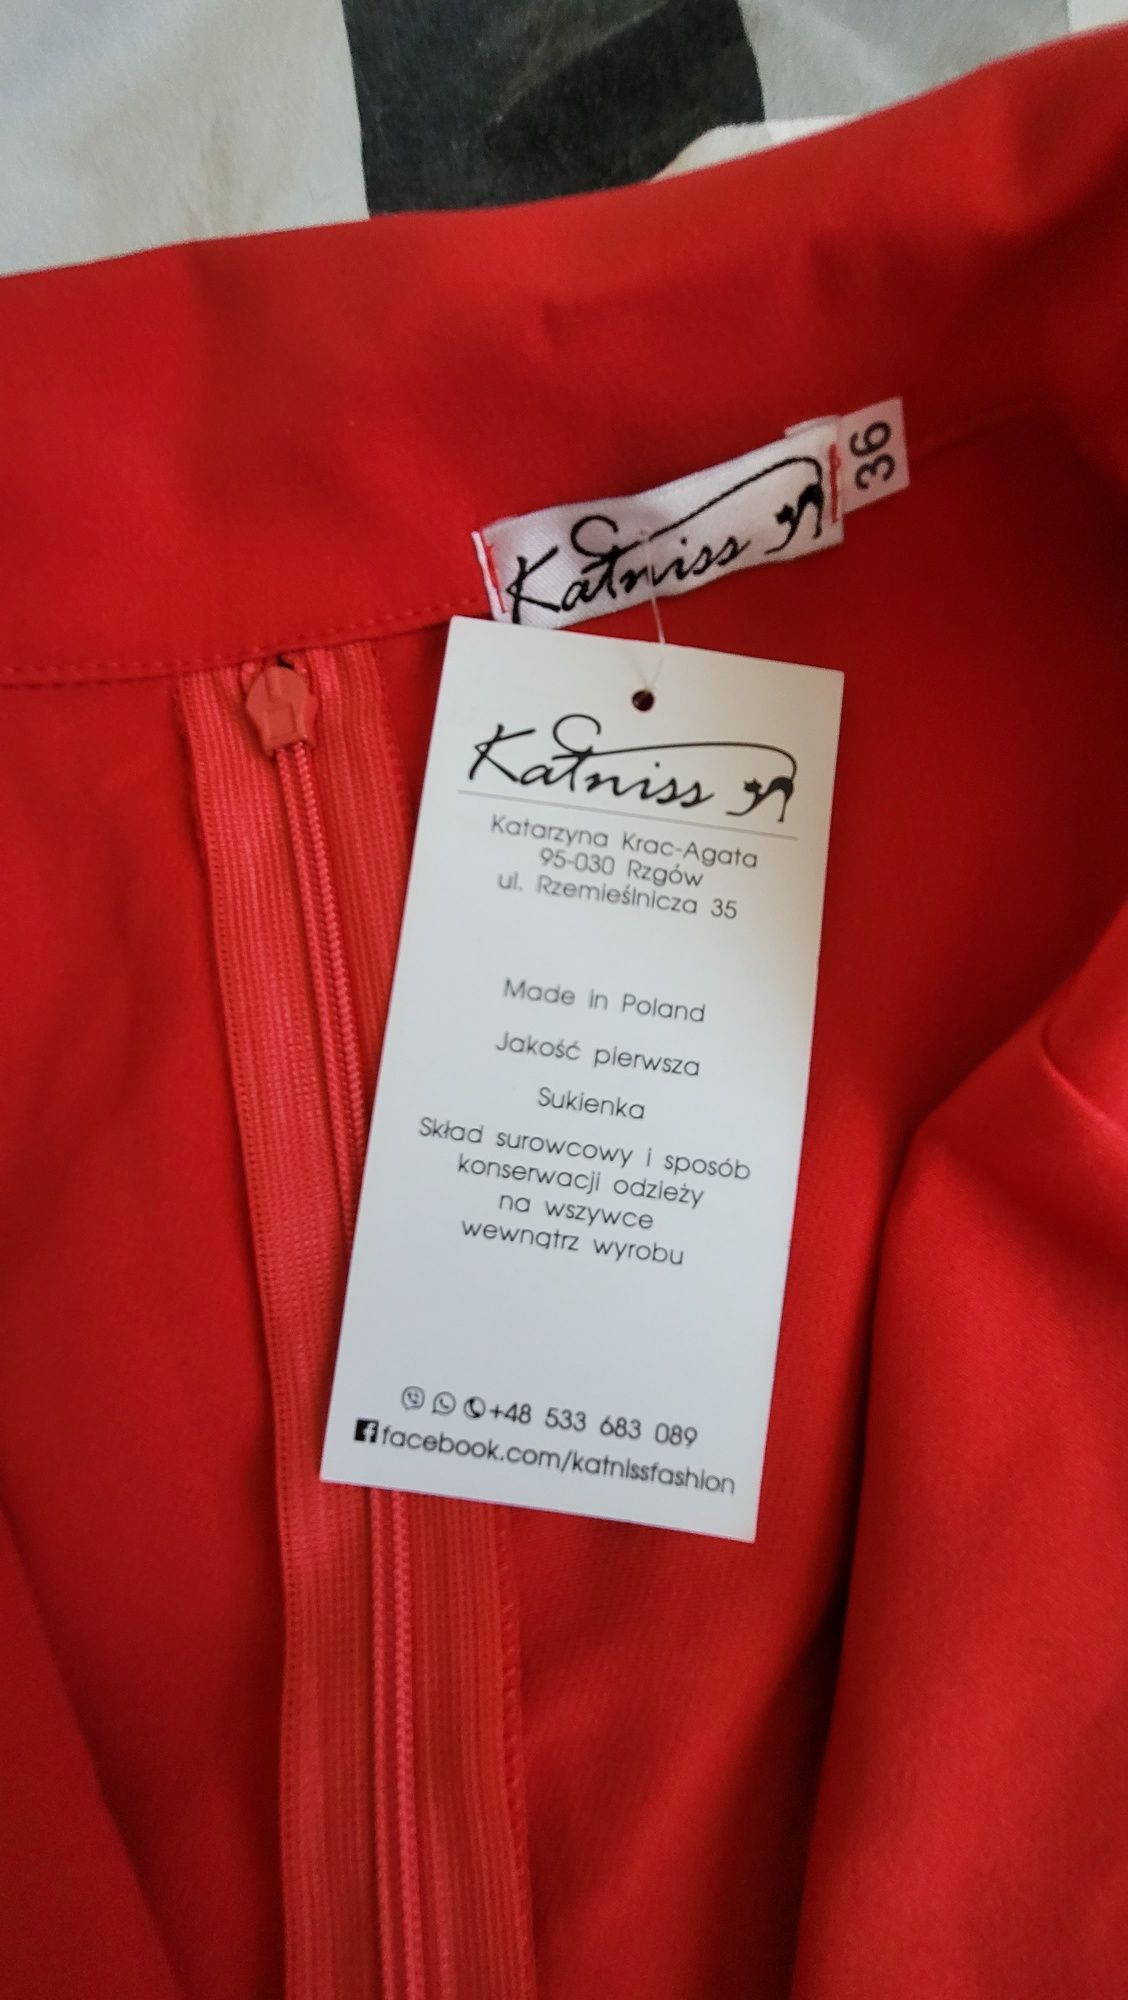 Katniss
36
Katniss
Katarzyna Krac-Agata
95-030 Rzgów
ul. Rzemieślnicza 35
Made in Poland
Jakość pierwsza
Sukienka
Skład surowcowy i sposób
konserwacji odzieży
na wszywce
wewnątrz wyrobu
+48 533 683 089
facebook.com/katnissfashion